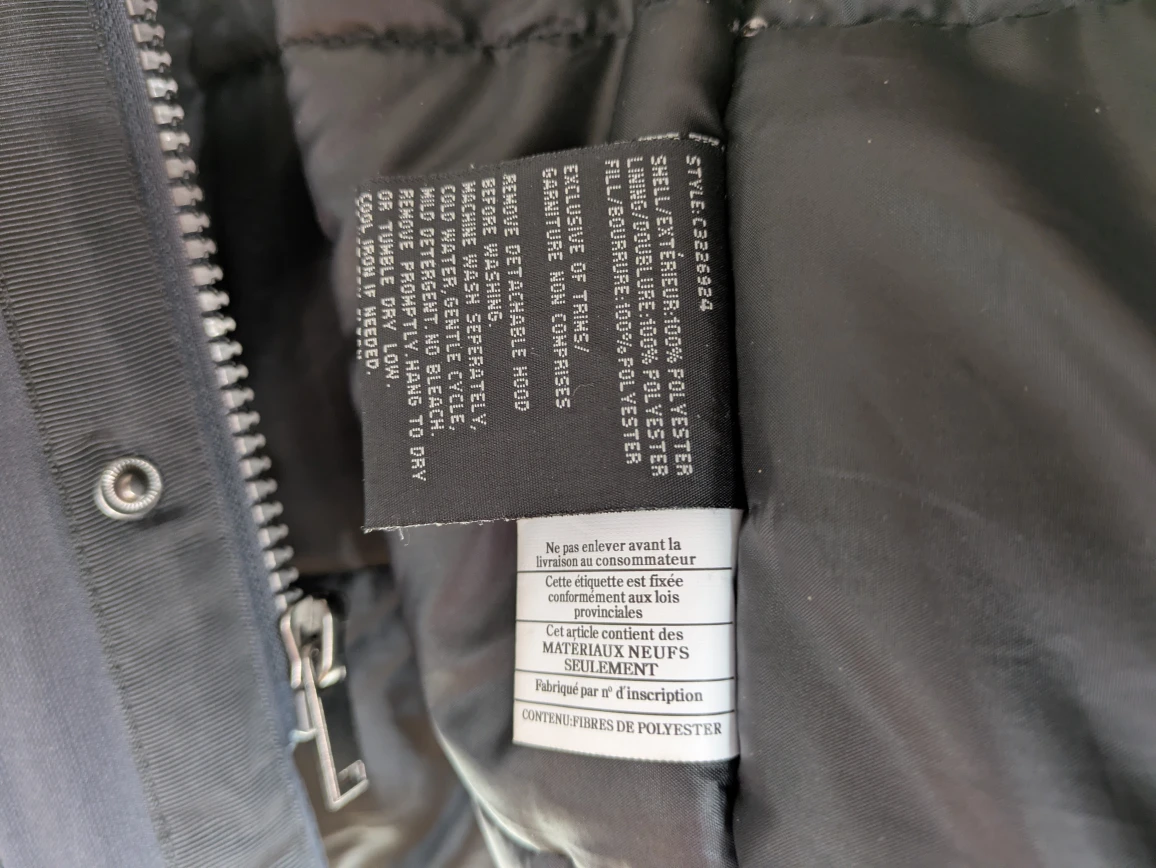 STYLE:C3226924
SHELL/EXTÉRIEUR:100% POLYESTER
LINING/DOUBLURE:100% POLYESTER
FILL/BOURRURE:100% POLYESTER
EXCLUSIVE OF TRIMS/
GARNITURE NON COMPRISES
REMOVE DETACHABLE HOOD
BEFORE WASHING.
MACHINE WASH SEPERATELY,
COLD WATER, GENTLE CYCLE,
MILD DETERGENT. NO BLEACH.
REMOVE PROMPTLY. HANG TO DRY
OR TUMBLE DRY LOW.
COOL IRON IF NEEDED.
Ne pas enlever avant la
livraison au consommateur
Cette étiquette est fixée
conformément aux lois
provinciales
Cet article contient des
MATÉRIAUX NEUFS
SEULEMENT
Fabriqué par nº d'inscription
CONTENU:FIBRES DE POLYESTER